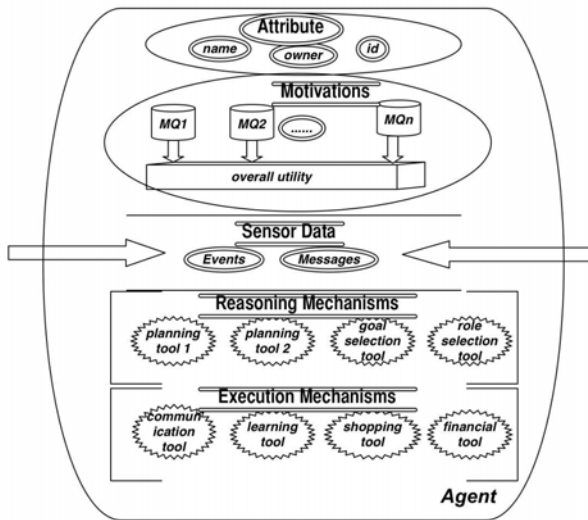 Attribute
name
owner
id
Motivations
MQ1
MQ2
......
MQn
overall utility
Sensor Data
Events
Messages
Reasoning Mechanisms
planning
tool 1
planning
tool 2
goal
selection
tool
role
selection
tool
Execution Mechanisms
commun-
ication
tool
learning
tool
shopping
tool
financial
tool
Agent